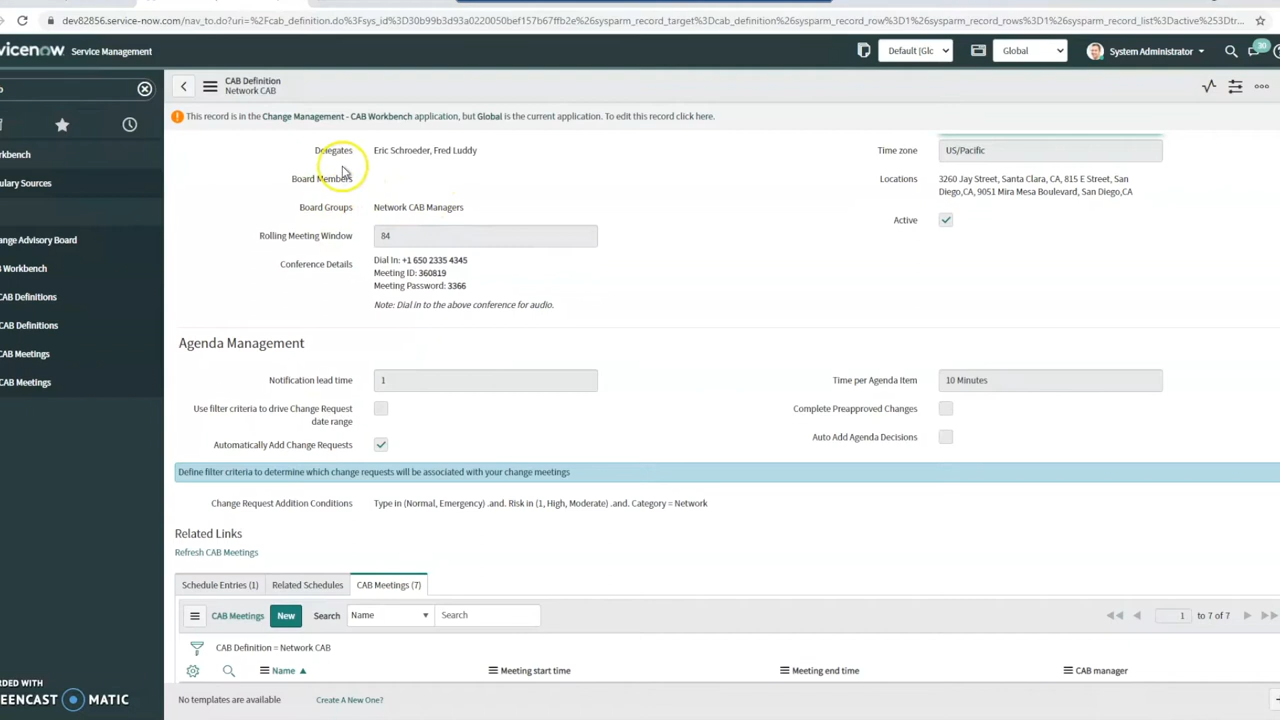 dev82856.service-now.com/nav_to.do?uri=%2Fcab_definition.do%3Fsys_id%3D30b99b3d93a0220050bef157b67ffb2e%26sysparm_record_target%3Dcab_definition%26sysparm_record_row%3D1%26sysparm_record_rows%3D1%26sysparm_record_list%3Dactive%253Dtr...
vicenow Service Management
Default [Glc
Global
System Administrator
30
CAB Definition
Network CAB
This record is in the Change Management - CAB Workbench application, but Global is the current application. To edit this record click here.
rkbench
ulary Sources
ange Advisory Board
Workbench
CAB Definitions
CAB Definitions
CAB Meetings
CAB Meetings
Delegates Eric Schroeder, Fred Luddy
Time zone US/Pacific
Board Members
Locations 3260 Jay Street, Santa Clara, CA, 815 E Street, San
Diego,CA, 9051 Mira Mesa Boulevard, San Diego,CA
Board Groups Network CAB Managers
Active
Rolling Meeting Window 84
Conference Details Dial In: +1 650 2335 4345
Meeting ID: 360819
Meeting Password: 3366
Note: Dial in to the above conference for audio.
Agenda Management
Notification lead time 1
Time per Agenda Item 10 Minutes
Use filter criteria to drive Change Request
date range
Complete Preapproved Changes
Automatically Add Change Requests
Auto Add Agenda Decisions
Define filter criteria to determine which change requests will be associated with your change meetings
Change Request Addition Conditions Type in (Normal, Emergency) .and. Risk in (1, High, Moderate) .and. Category = Network
Related Links
Refresh CAB Meetings
Schedule Entries (1) Related Schedules CAB Meetings (7)
CAB Meetings New Search Name Search
1 to 7 of 7
CAB Definition = Network CAB
Name Meeting start time Meeting end time CAB manager
No templates are available Create A New One?
RDED WITH
EENCAST MATIC